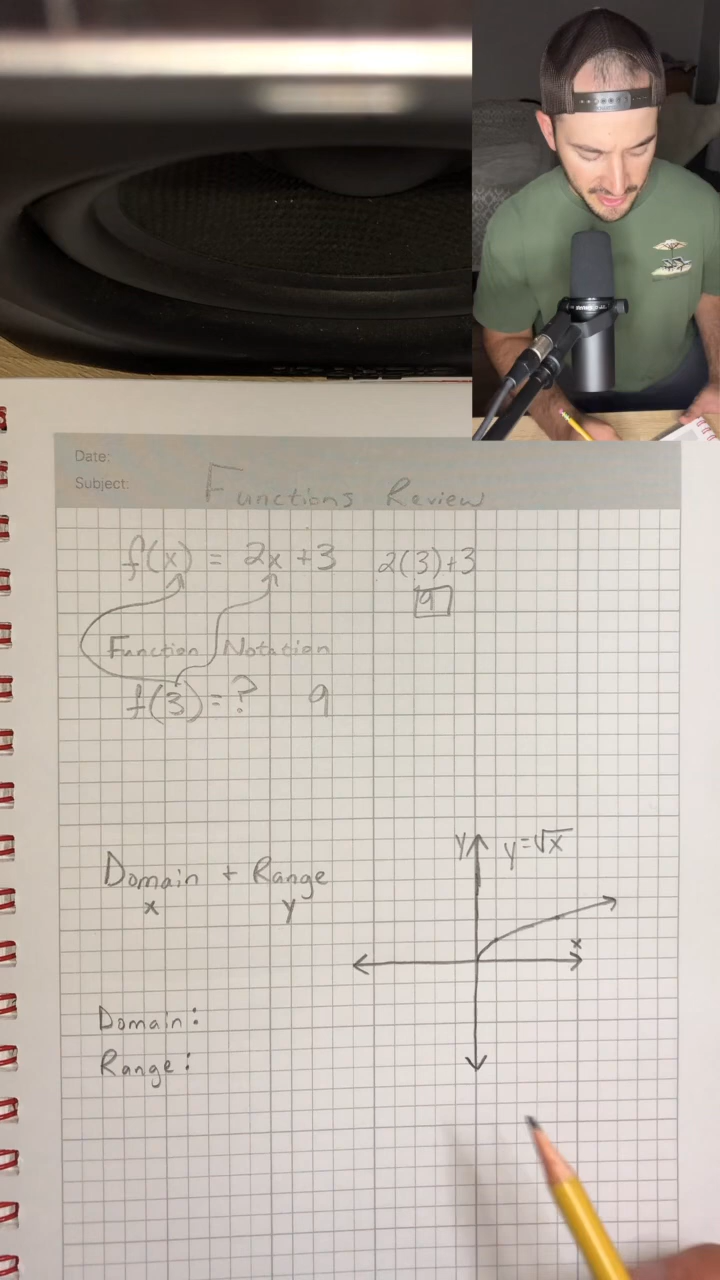 Date:
Subject:
Functions Review
f(x) = 2x + 3
2(3)+3
9
Function Notation
f(3) = ?
9
Domain + Range
x
y
y
y=√x
x
Domain:
Range: